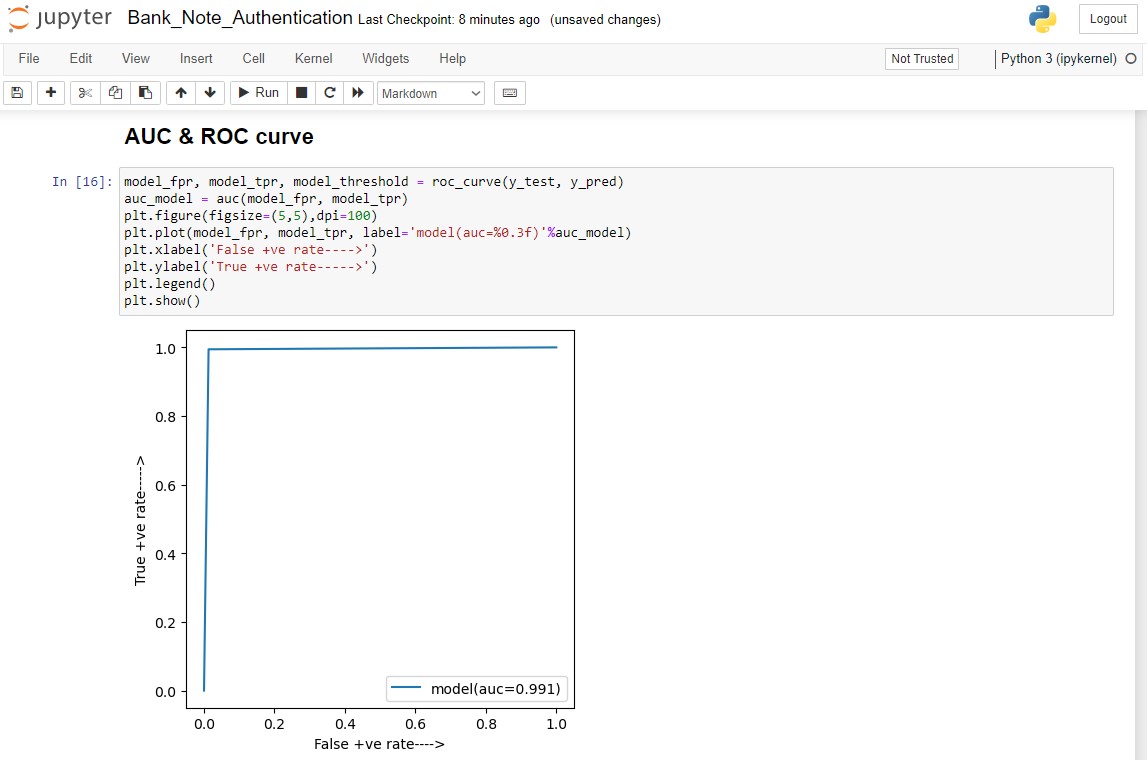 jupyter Bank_Note_Authentication Last Checkpoint: 8 minutes ago (unsaved changes) Logout
File Edit View Insert Cell Kernel Widgets Help Not Trusted Python 3 (ipykernel)
Run Markdown
AUC & ROC curve
In [16]: model_fpr, model_tpr, model_threshold = roc_curve(y_test, y_pred)
auc_model = auc(model_fpr, model_tpr)
plt.figure(figsize=(5,5),dpi=100)
plt.plot(model_fpr, model_tpr, label='model(auc=%0.3f)'%auc_model)
plt.xlabel('False +ve rate---->')
plt.ylabel('True +ve rate----->')
plt.legend()
plt.show()
1.0
0.8
0.6
0.4
0.2
0.0
True +ve rate----->
model(auc=0.991)
0.0 0.2 0.4 0.6 0.8 1.0
False +ve rate---->